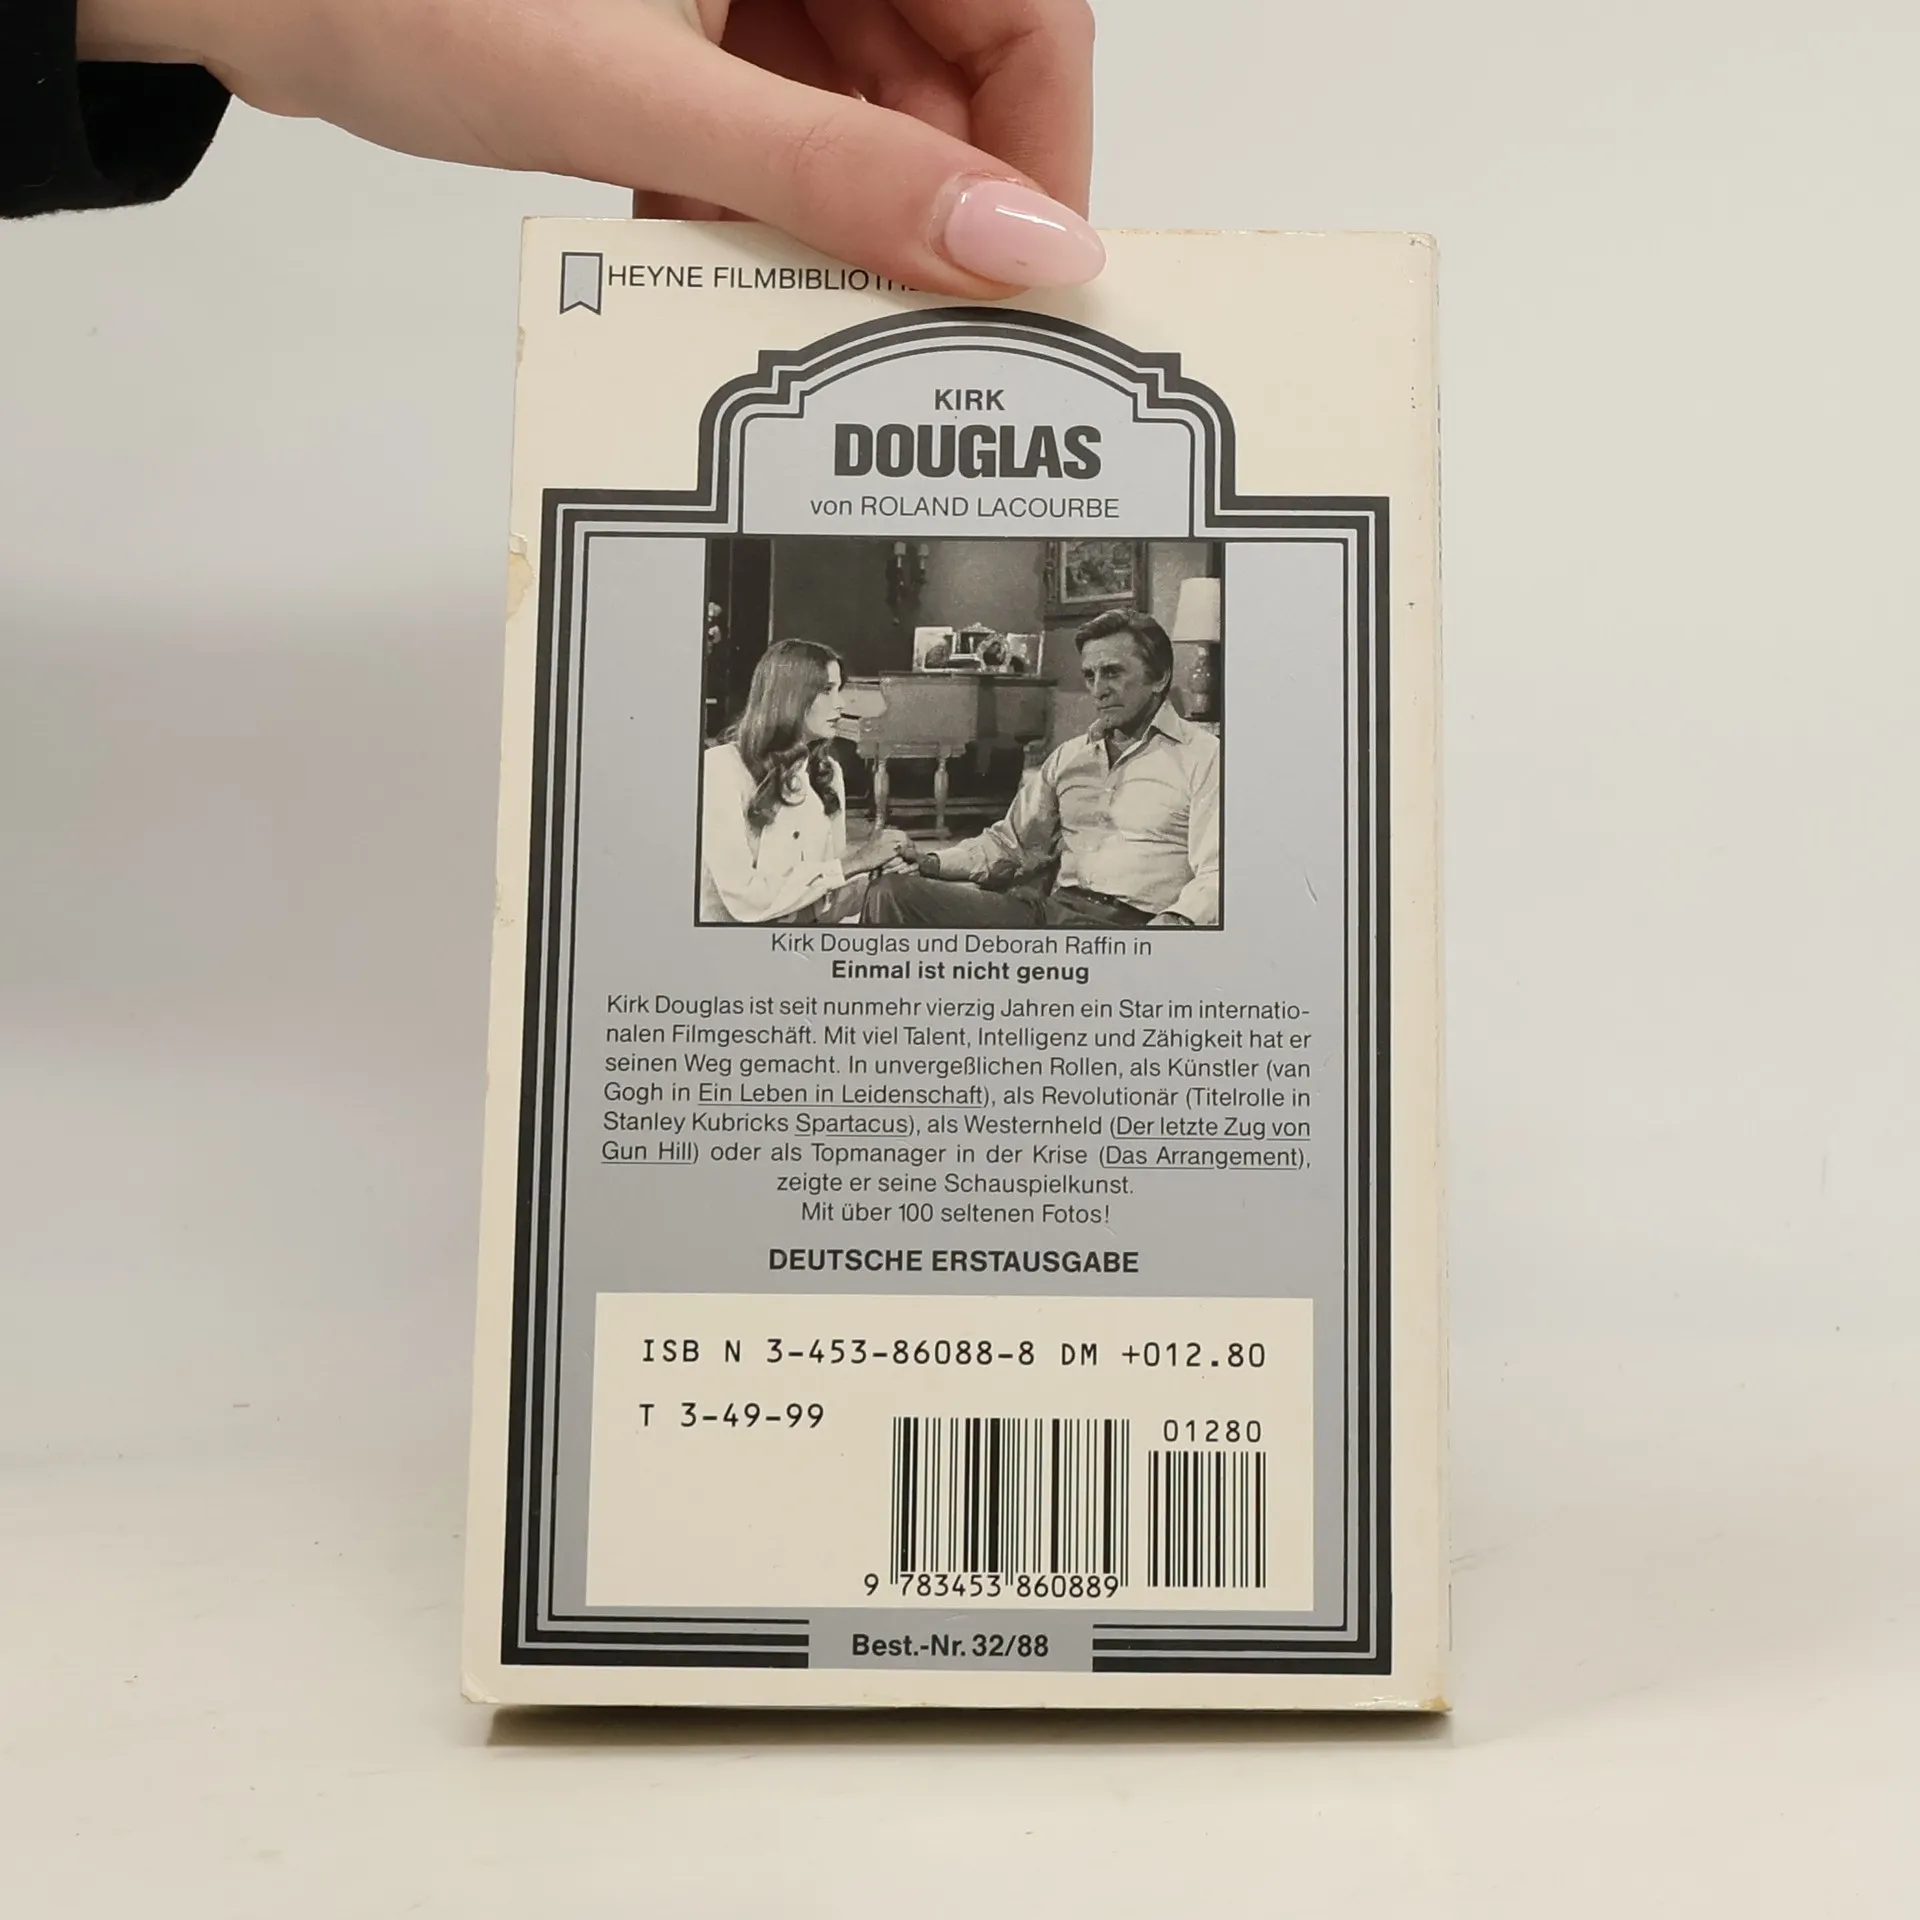 HEYNE FILMBIBLIOTHE
KIRK
DOUGLAS
von ROLAND LACOURBE
Kirk Douglas und Deborah Raffin in
Einmal ist nicht genug
Kirk Douglas ist seit nunmehr vierzig Jahren ein Star im internatio-
nalen Filmgeschäft. Mit viel Talent, Intelligenz und Zähigkeit hat er
seinen Weg gemacht. In unvergeßlichen Rollen, als Künstler (van
Gogh in Ein Leben in Leidenschaft), als Revolutionär (Titelrolle in
Stanley Kubricks Spartacus), als Westernheld (Der letzte Zug von
Gun Hill) oder als Topmanager in der Krise (Das Arrangement),
zeigte er seine Schauspielkunst.
Mit über 100 seltenen Fotos!
DEUTSCHE ERSTAUSGABE
ISB N 3-453-86088-8 DM +012.80
T 3-49-99
01280
9 783453 860889
Best.-Nr. 32/88